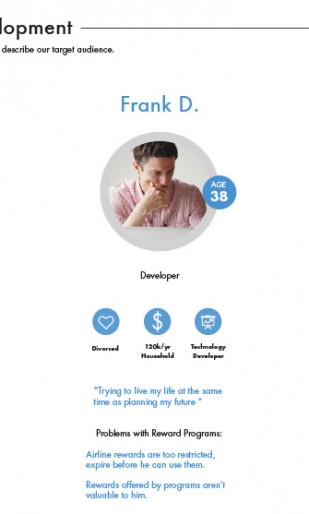 lopment
describe our target audience.
Frank D.
AGE
38
Developer
Divorced
120k/yr
Household
Technology
Developer
"Trying to live my life at the same
time as planning my future "
Problems with Reward Programs:
Airline rewards are too restricted,
expire before he can use them.
Rewards offered by programs aren't
valuable to him.